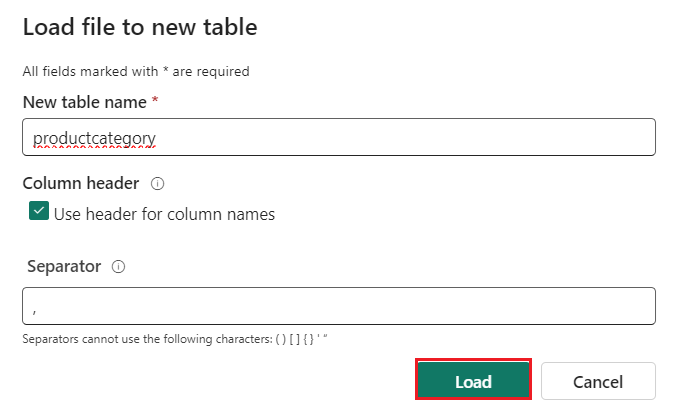 Load file to new table
All fields marked with * are required
New table name *
productcategory
Column header
Use header for column names
Separator
,
Separators cannot use the following characters: ( ) [ ] { } ' "
Load
Cancel